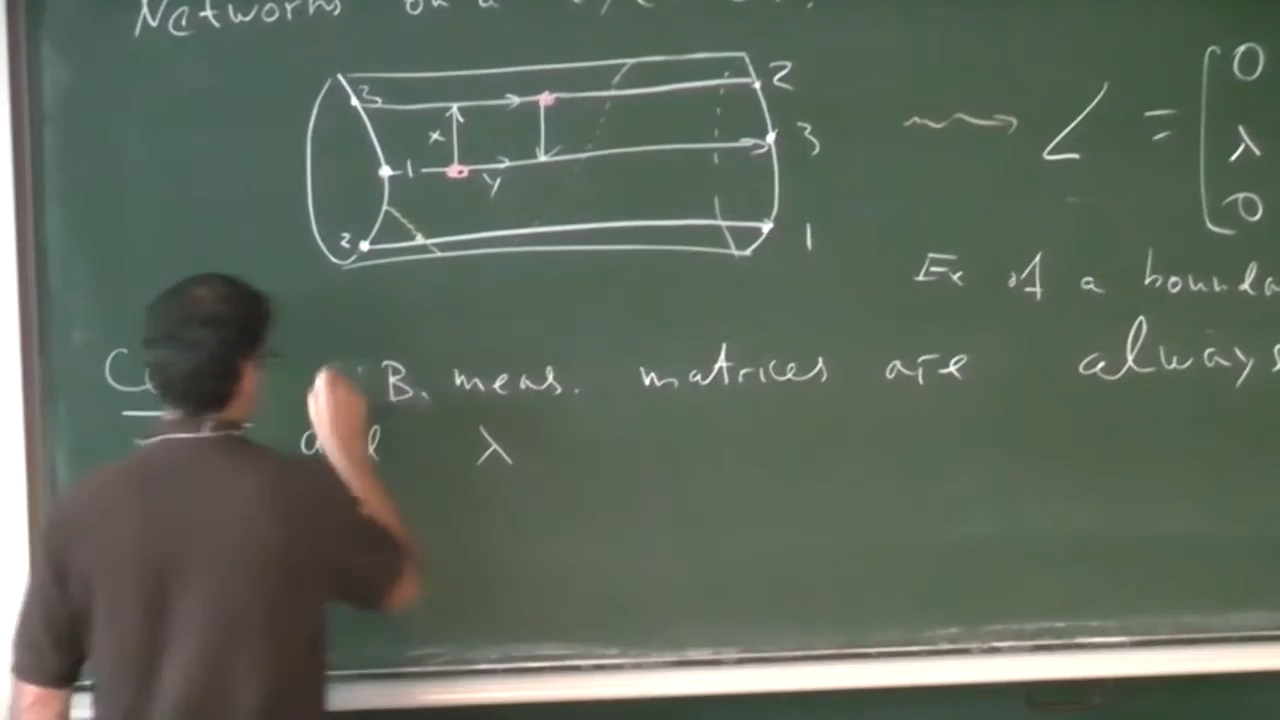 Networks on a
3 2
x
1 y 3
2 1
⇝ L = [ 0
λ
0
Ex of a bounda
B. meas. matrices are always
λ